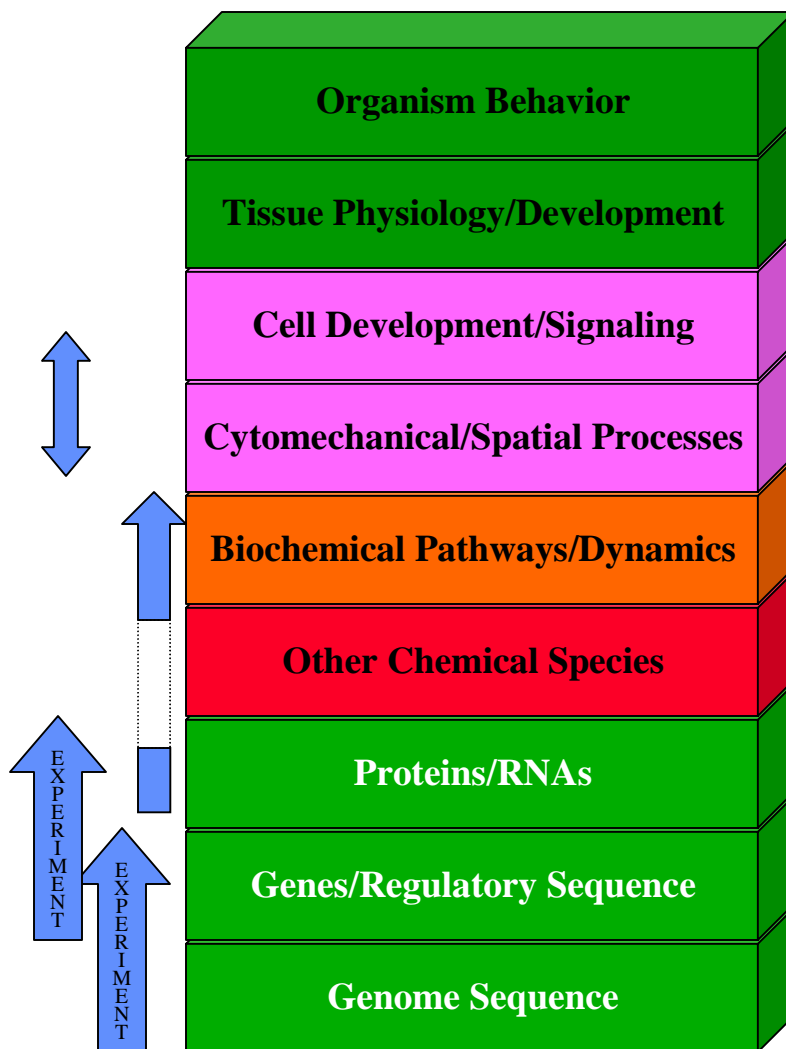 Organism Behavior
Tissue Physiology/Development
Cell Development/Signaling
Cytomechanical/Spatial Processes
Biochemical Pathways/Dynamics
Other Chemical Species
Proteins/RNAs
Genes/Regulatory Sequence
Genome Sequence
EXPERIMENT
EXPERIMENT